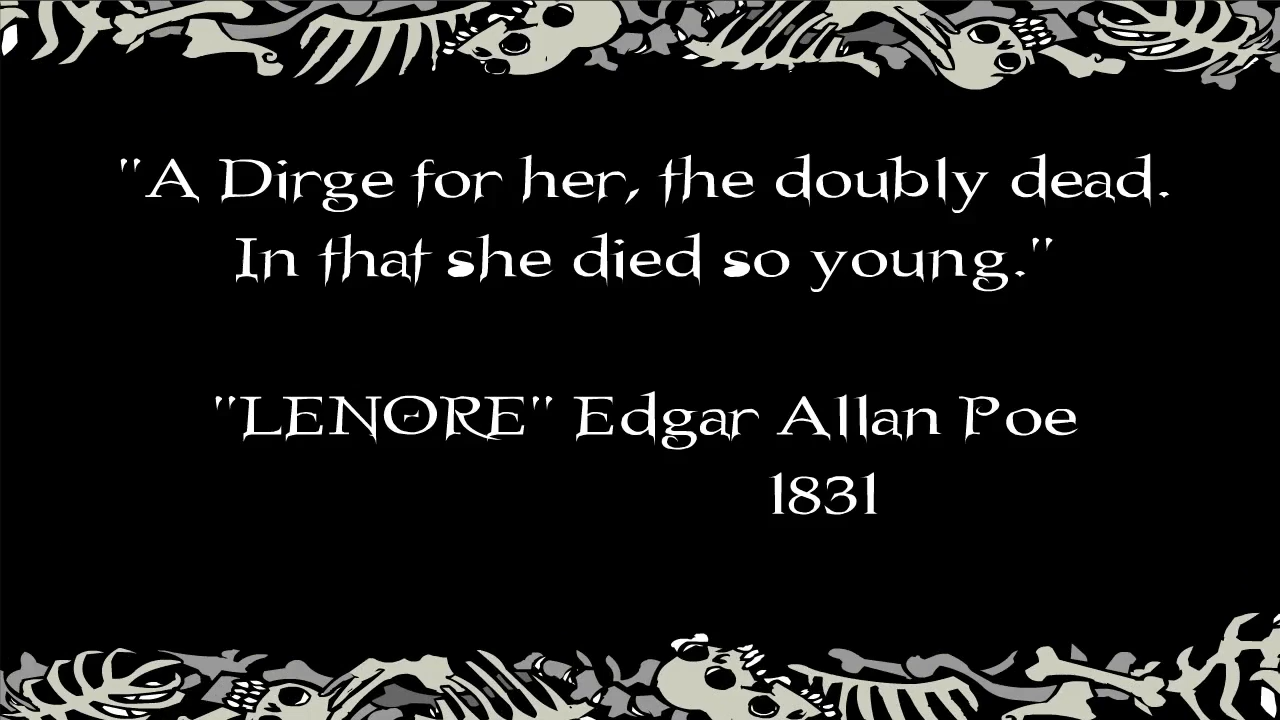 "A Dirge for her, the doubly dead.
In that she died so young."
"LENORE" Edgar Allan Poe
1831